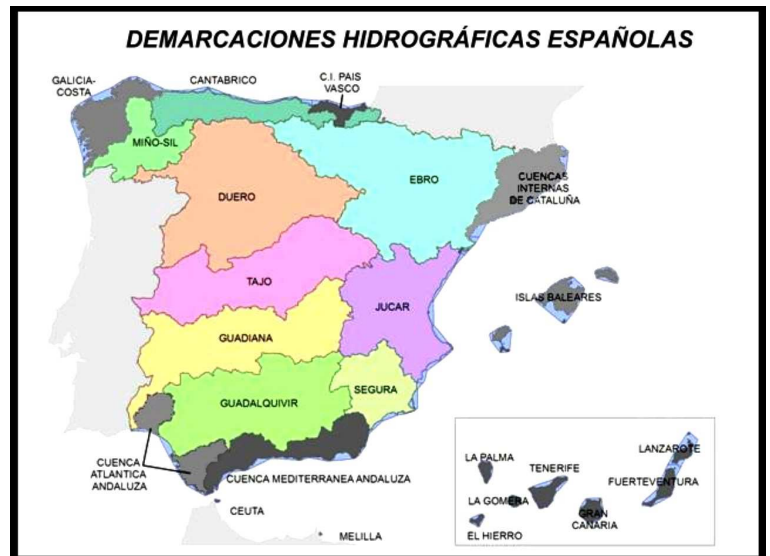 DEMARCACIONES HIDROGRÁFICAS ESPAÑOLAS
GALICIA-
COSTA
CANTABRICO
C.I. PAIS
VASCO
MIÑO-SIL
DUERO
EBRO
CUENCAS
INTERNAS
DE CATALUÑA
TAJO
JUCAR
ISLAS BALEARES
GUADIANA
SEGURA
GUADALQUIVIR
CUENCA
ATLANTICA
ANDALUZA
CUENCA MEDITERRANEA ANDALUZA
CEUTA
MELILLA
LA PALMA
TENERIFE
LANZAROTE
FUERTEVENTURA
LA GOMERA
GRAN
CANARIA
EL HIERRO